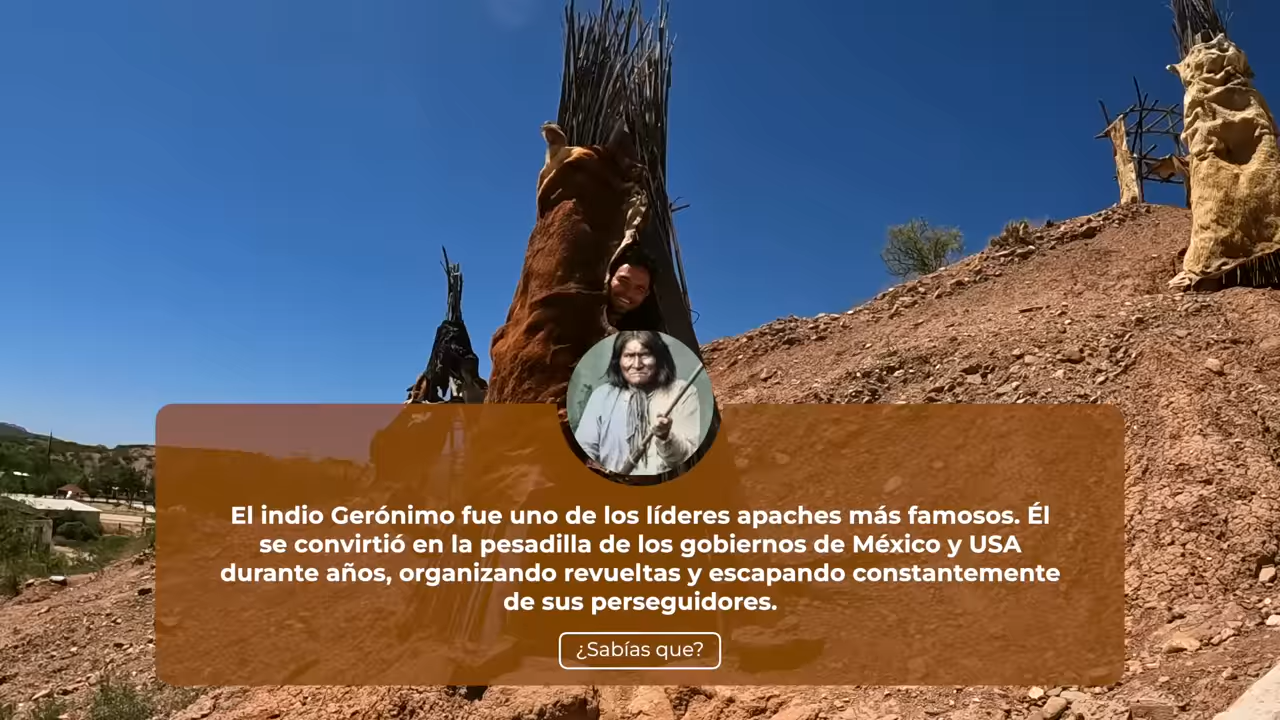 El indio Gerónimo fue uno de los líderes apaches más famosos. Él
se convirtió en la pesadilla de los gobiernos de México y USA
durante años, organizando revueltas y escapando constantemente
de sus perseguidores.
¿Sabías que?